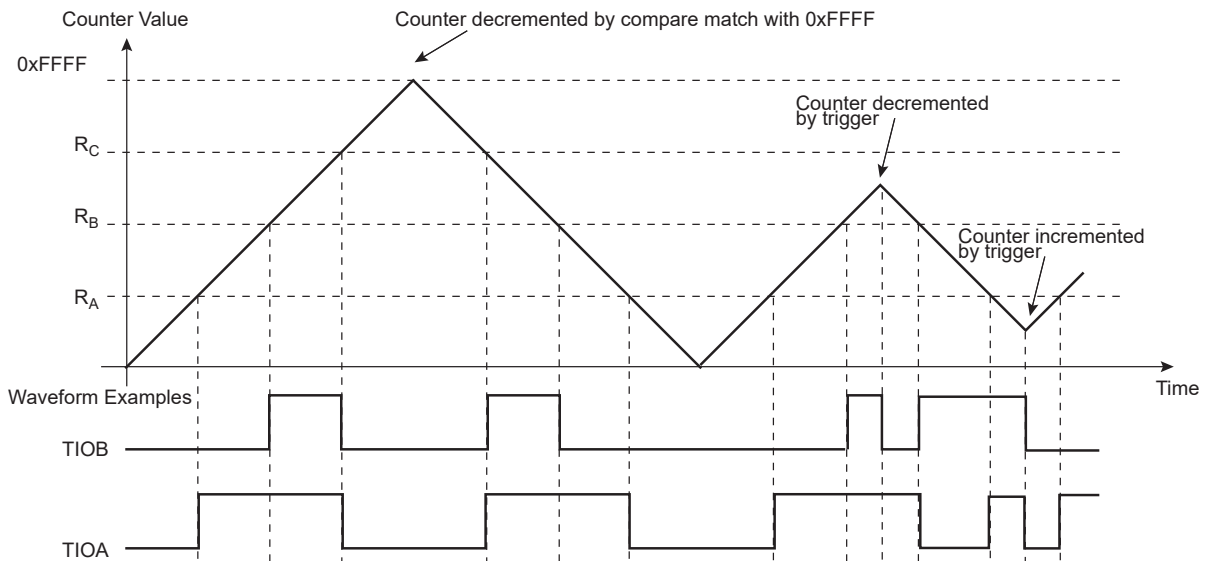 Counter Value
Counter decremented by compare match with 0xFFFF
0xFFFF
Counter decremented
by trigger
RC
RB
Counter incremented
by trigger
RA
Time
Waveform Examples
TIOB
TIOA